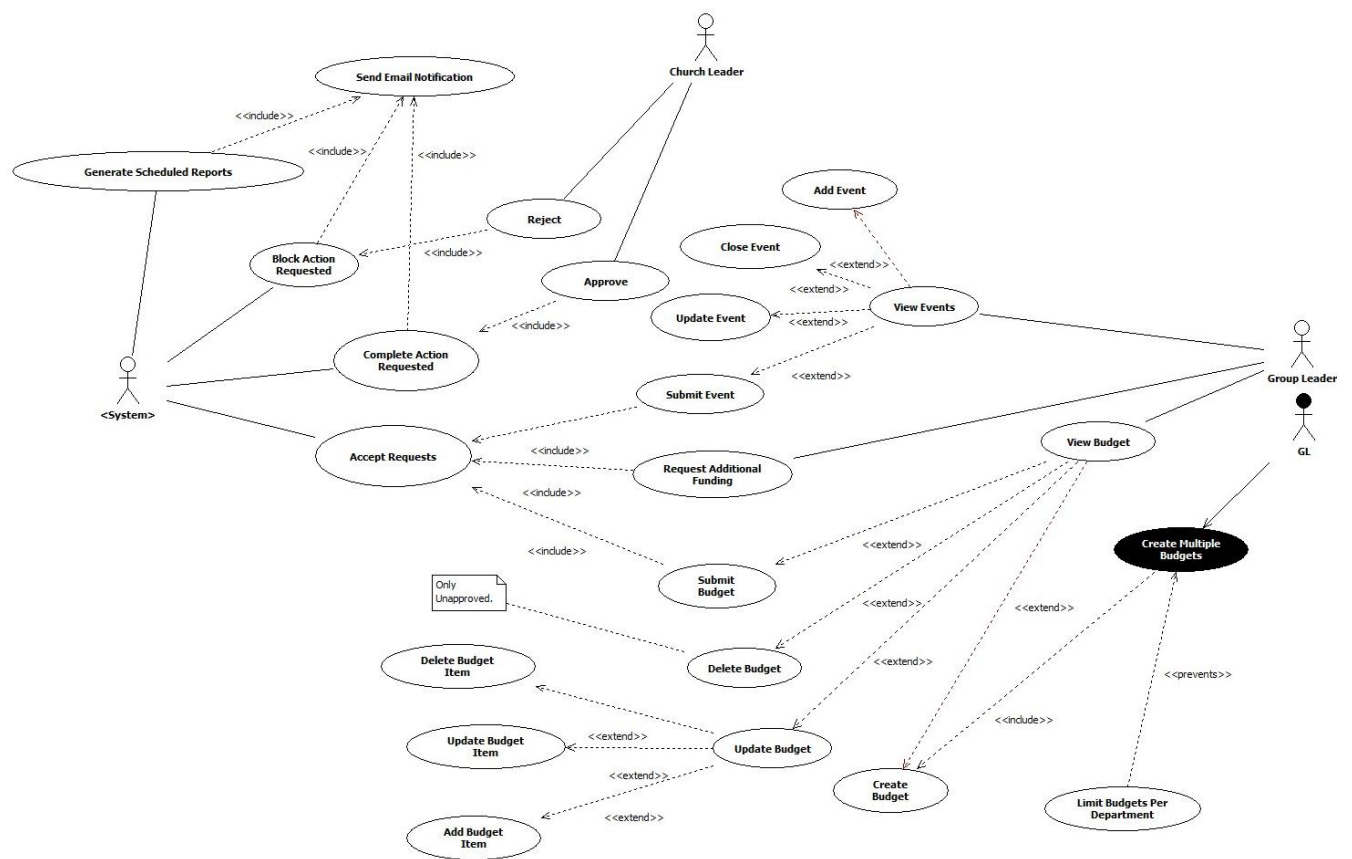 Church Leader
Send Email Notification
<<include>>
<<include>>
<<include>>
Generate Scheduled Reports
Add Event
Reject
Close Event
<<include>>
Block Action
Requested
<<extend>>
Approve
<<extend>>
View Events
Update Event
<<extend>>
<<include>>
Complete Action
Requested
<<extend>>
Group Leader
Submit Event
<System>
View Budget
<<include>>
GL
Accept Requests
Request Additional
Funding
<<include>>
Create Multiple
Budgets
<<include>>
<<extend>>
Submit
Budget
Only
Unapproved.
<<extend>>
<<extend>>
Delete Budget
Item
<<extend>>
Delete Budget
<<prevents>>
<<include>>
Update Budget
Item
<<extend>>
Update Budget
<<extend>>
Create
Budget
Limit Budgets Per
Department
<<extend>>
Add Budget
Item